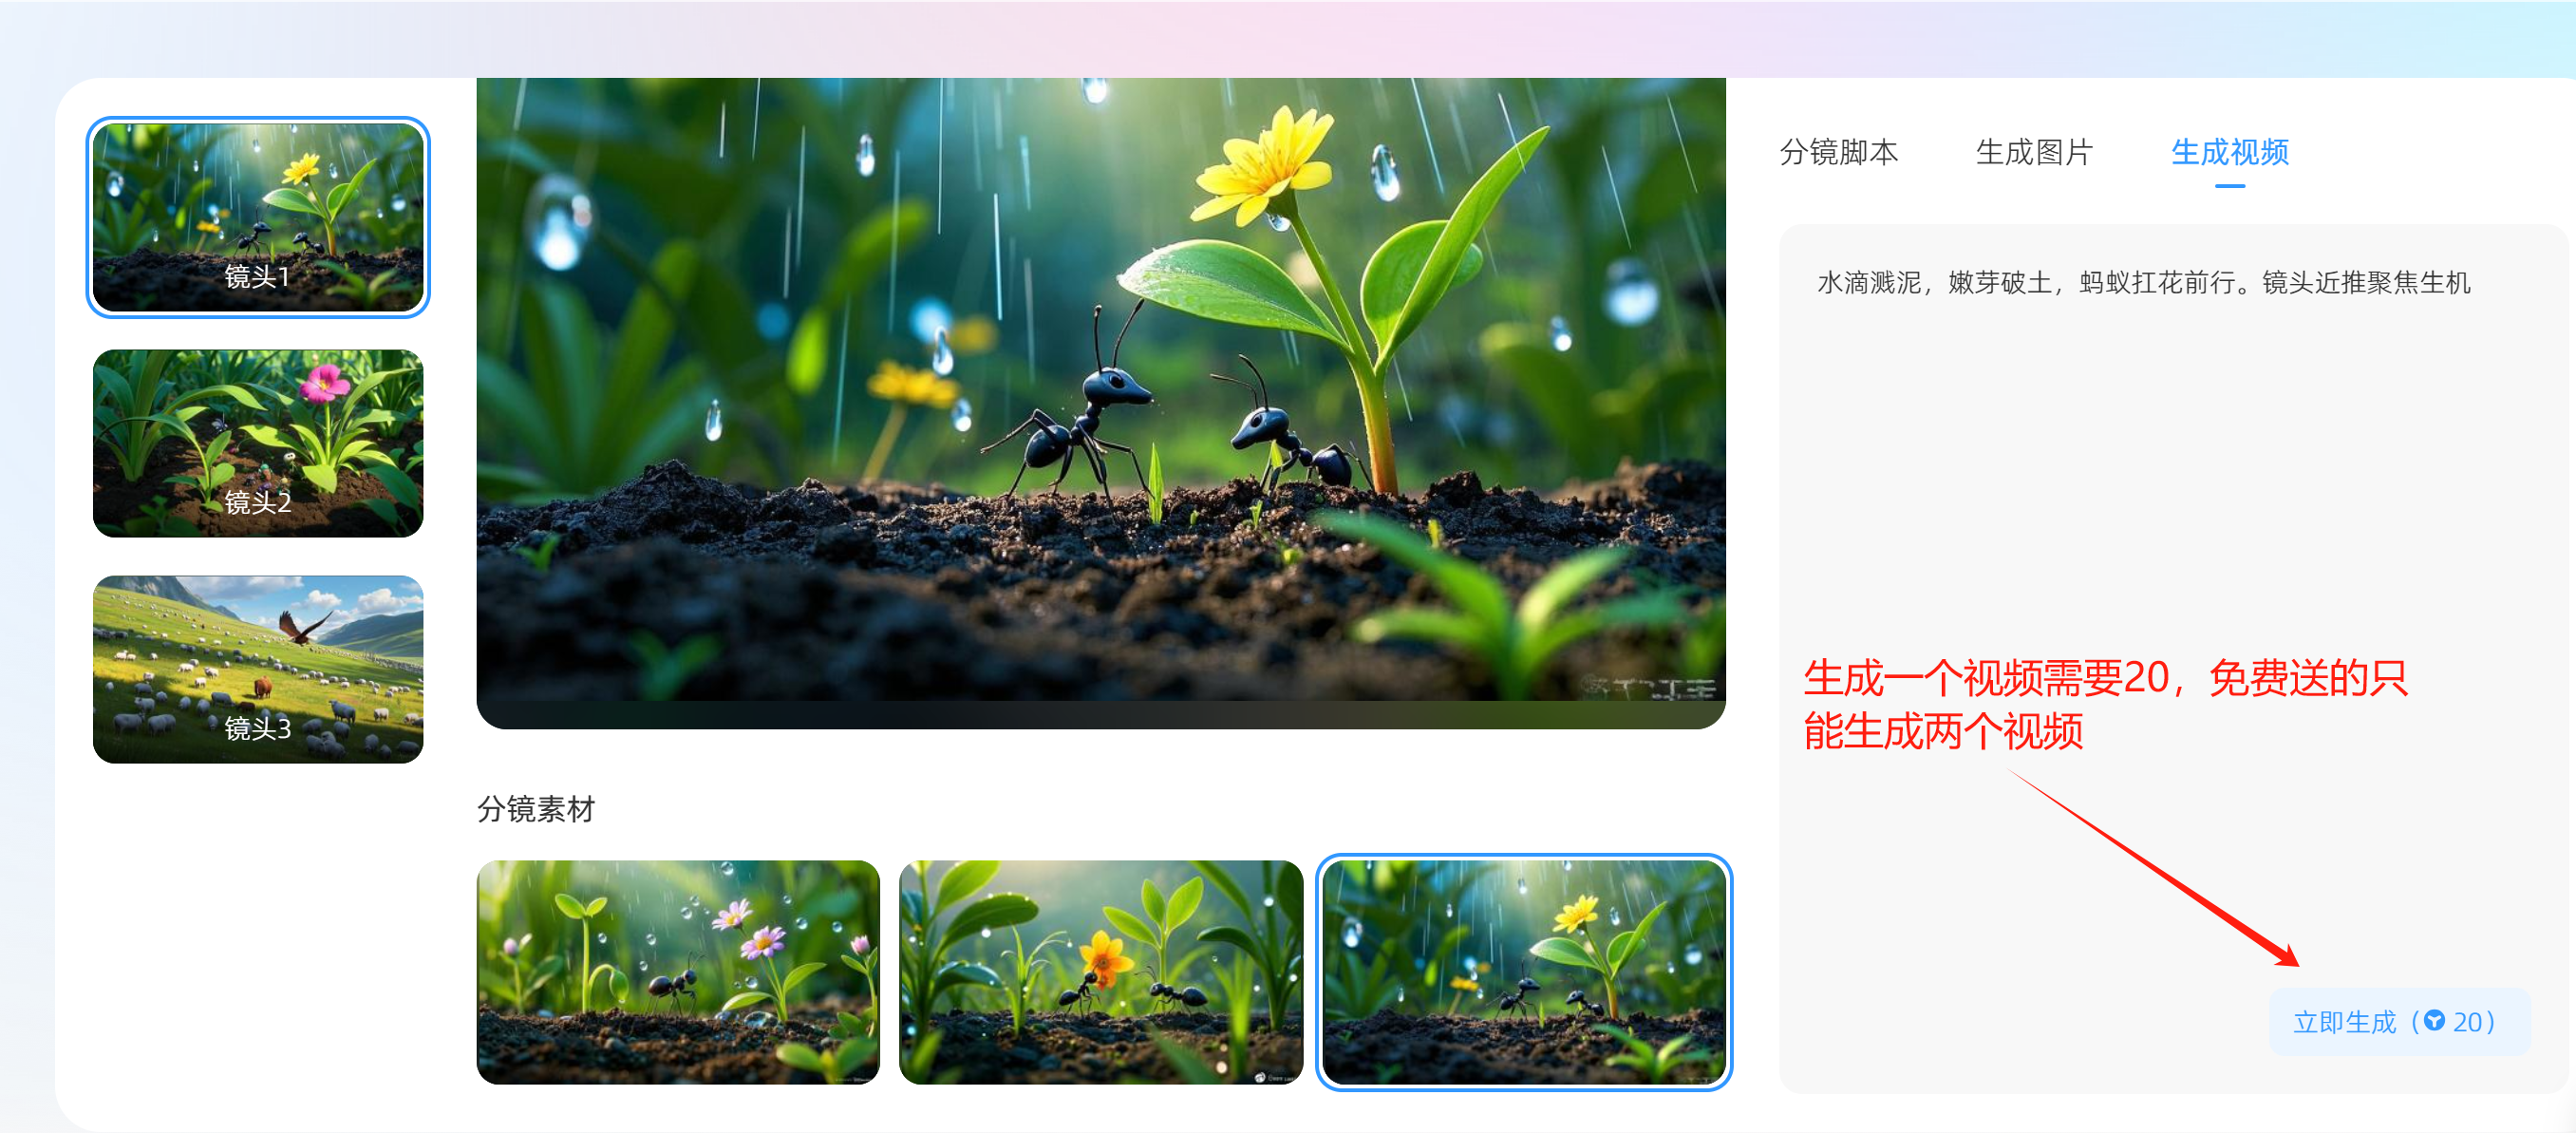 镜头1
镜头2
镜头3
分镜素材
分镜脚本 生成图片 生成视频
水滴溅泥，嫩芽破土，蚂蚁扛花前行。镜头近推聚焦生机
生成一个视频需要20，免费送的只
能生成两个视频
立即生成（ 20）